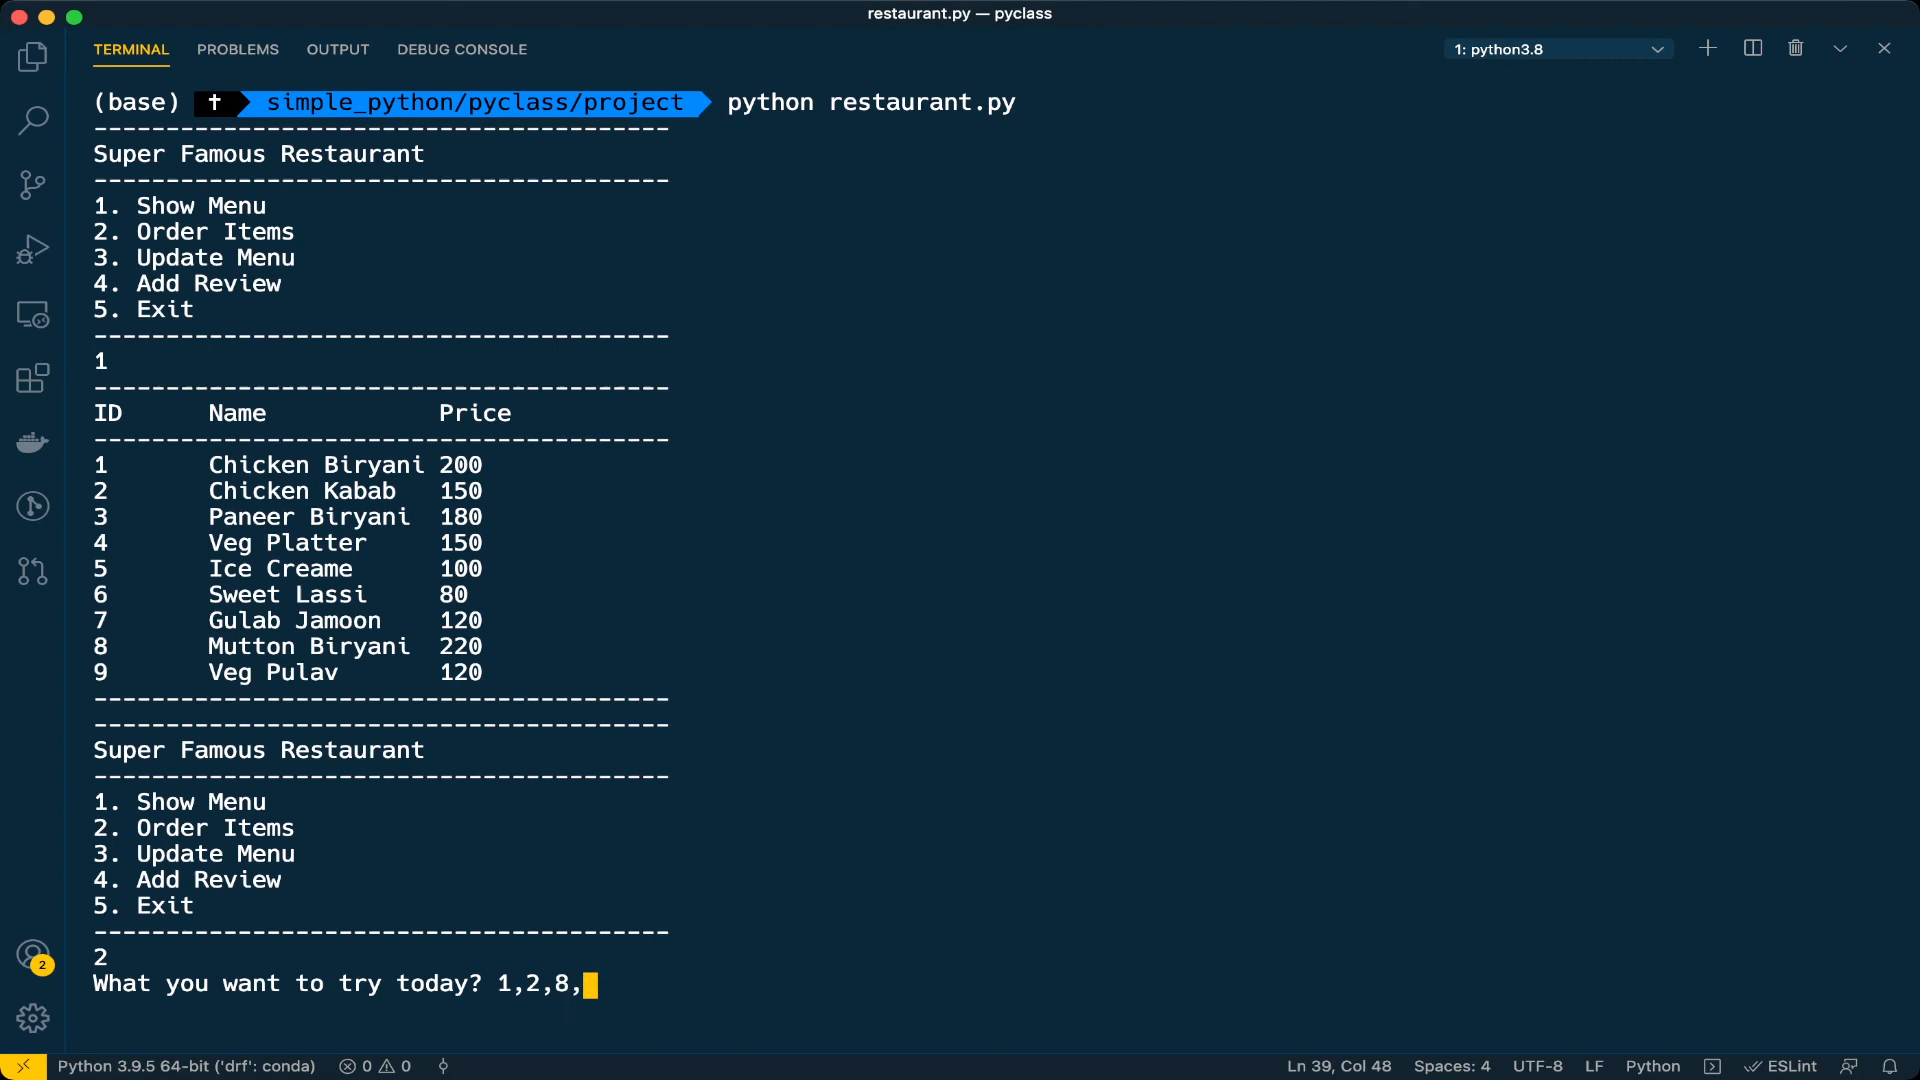 restaurant.py — pyclass
TERMINAL PROBLEMS OUTPUT DEBUG CONSOLE 1: python3.8
(base) † simple_python/pyclass/project python restaurant.py
----------------------------------------
Super Famous Restaurant
----------------------------------------
1. Show Menu
2. Order Items
3. Update Menu
4. Add Review
5. Exit
----------------------------------------
1
----------------------------------------
ID Name Price
----------------------------------------
1 Chicken Biryani 200
2 Chicken Kabab 150
3 Paneer Biryani 180
4 Veg Platter 150
5 Ice Creame 100
6 Sweet Lassi 80
7 Gulab Jamoon 120
8 Mutton Biryani 220
9 Veg Pulav 120
----------------------------------------
----------------------------------------
Super Famous Restaurant
----------------------------------------
1. Show Menu
2. Order Items
3. Update Menu
4. Add Review
5. Exit
----------------------------------------
2
What you want to try today? 1,2,8,
2
Python 3.9.5 64-bit ('drf': conda) 0 0 Ln 39, Col 48 Spaces: 4 UTF-8 LF Python ESLint